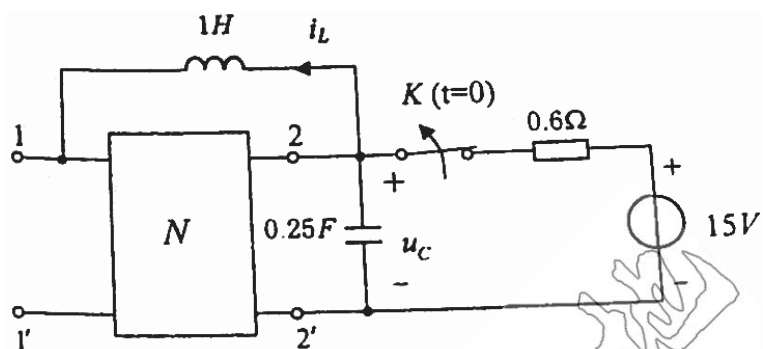 1H
i_L
K (t=0)
0.6Ω
1
2
+
+
N
0.25F
u_C
15V
-
-
1'
2'